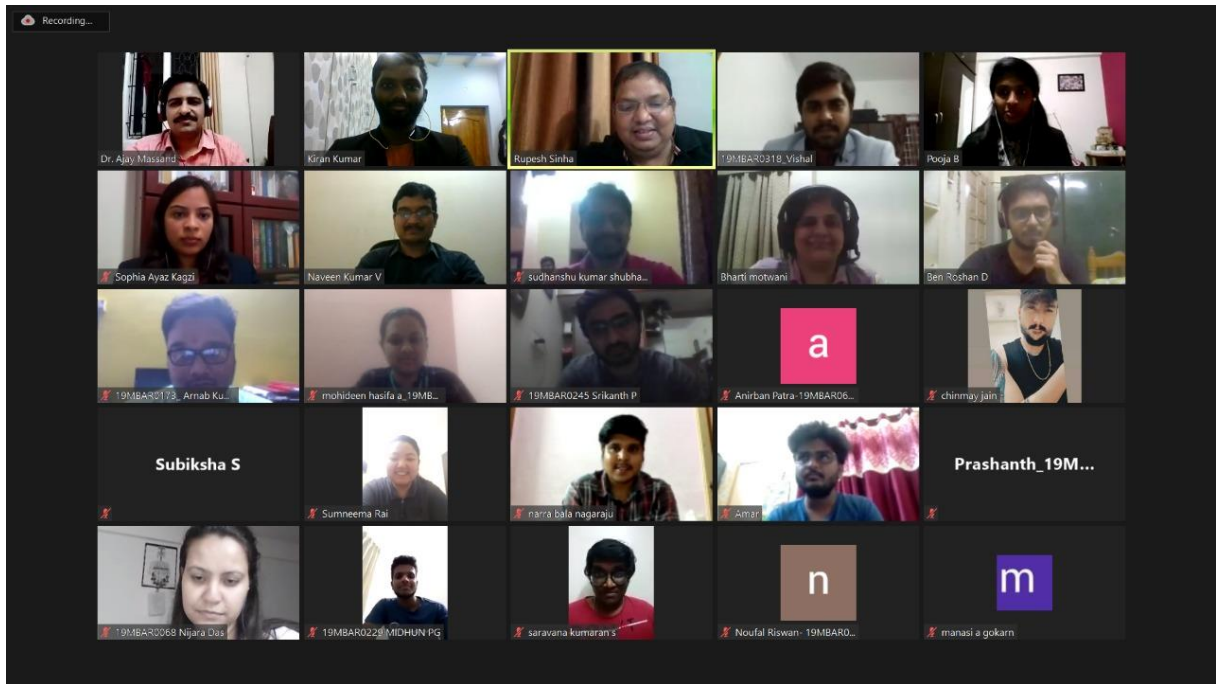 Recording...
Dr. Ajay Massand
Kiran Kumar
Rupesh Sinha
19MBAR0318_Vishal
Pooja B
Sophia Ayaz Kagzi
Naveen Kumar V
sudhanshu kumar shubha...
Bharti motwani
Ben Roshan D
19MBAR0173_ Arnab Ku...
mohideen hasifa a_19MB...
19MBAR0245 Srikanth P
a
Anirban Patra-19MBAR06...
chinmay jain
Subiksha S
Sumneema Rai
narra bala nagaraju
Amar
Prashanth_19M...
19MBAR0068 Nijara Das
19MBAR0229 MIDHUN PG
saravana kumaran s
n
Noufal Riswan- 19MBAR0...
m
manasi a gokarn